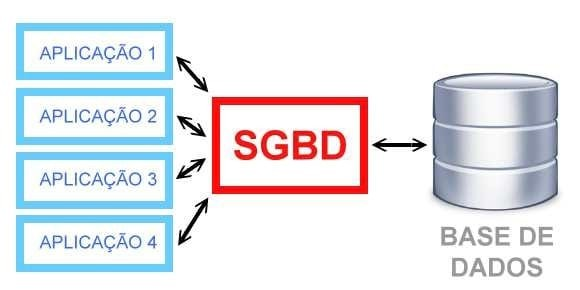 APLICAÇÃO 1
APLICAÇÃO 2
APLICAÇÃO 3
APLICAÇÃO 4
SGBD
BASE DE
DADOS